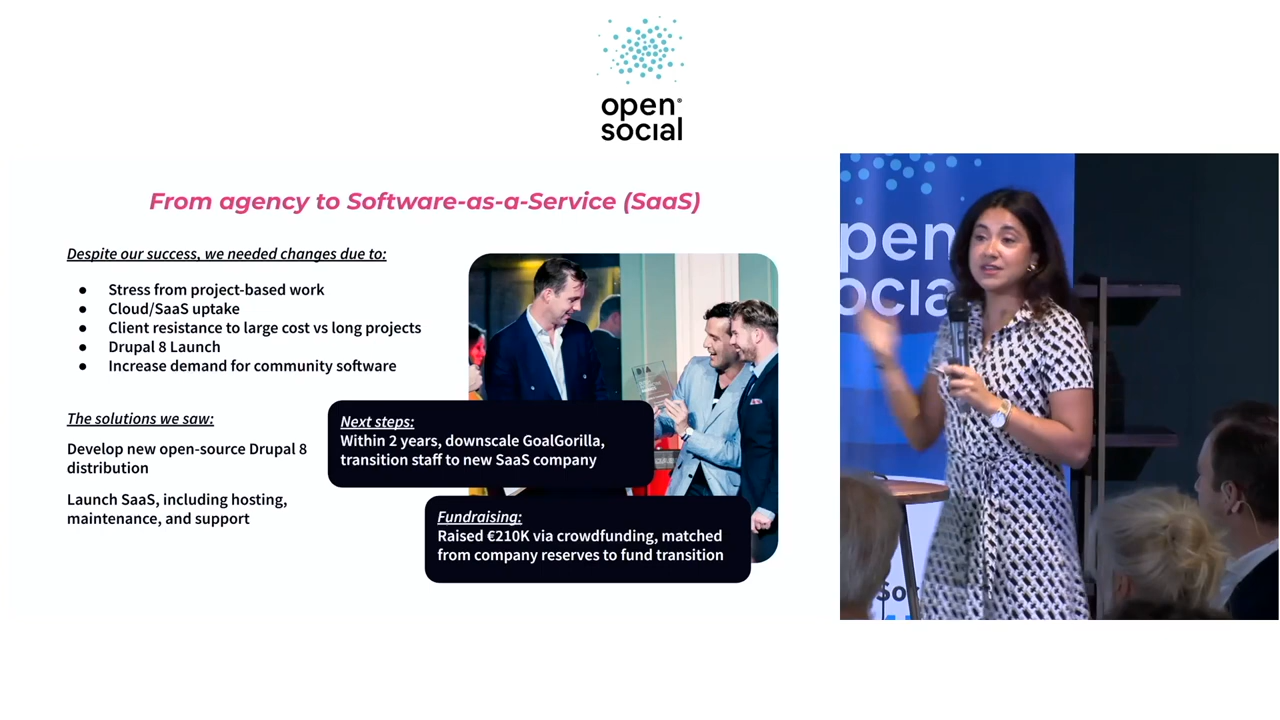 open®
social
From agency to Software-as-a-Service (SaaS)
Despite our success, we needed changes due to:
● Stress from project-based work
● Cloud/SaaS uptake
● Client resistance to large cost vs long projects
● Drupal 8 Launch
● Increase demand for community software
The solutions we saw:
Develop new open-source Drupal 8
distribution
Launch SaaS, including hosting,
maintenance, and support
Next steps:
Within 2 years, downscale GoalGorilla,
transition staff to new SaaS company
Fundraising:
Raised €210K via crowdfunding, matched
from company reserves to fund transition
pen
ocia
Soc